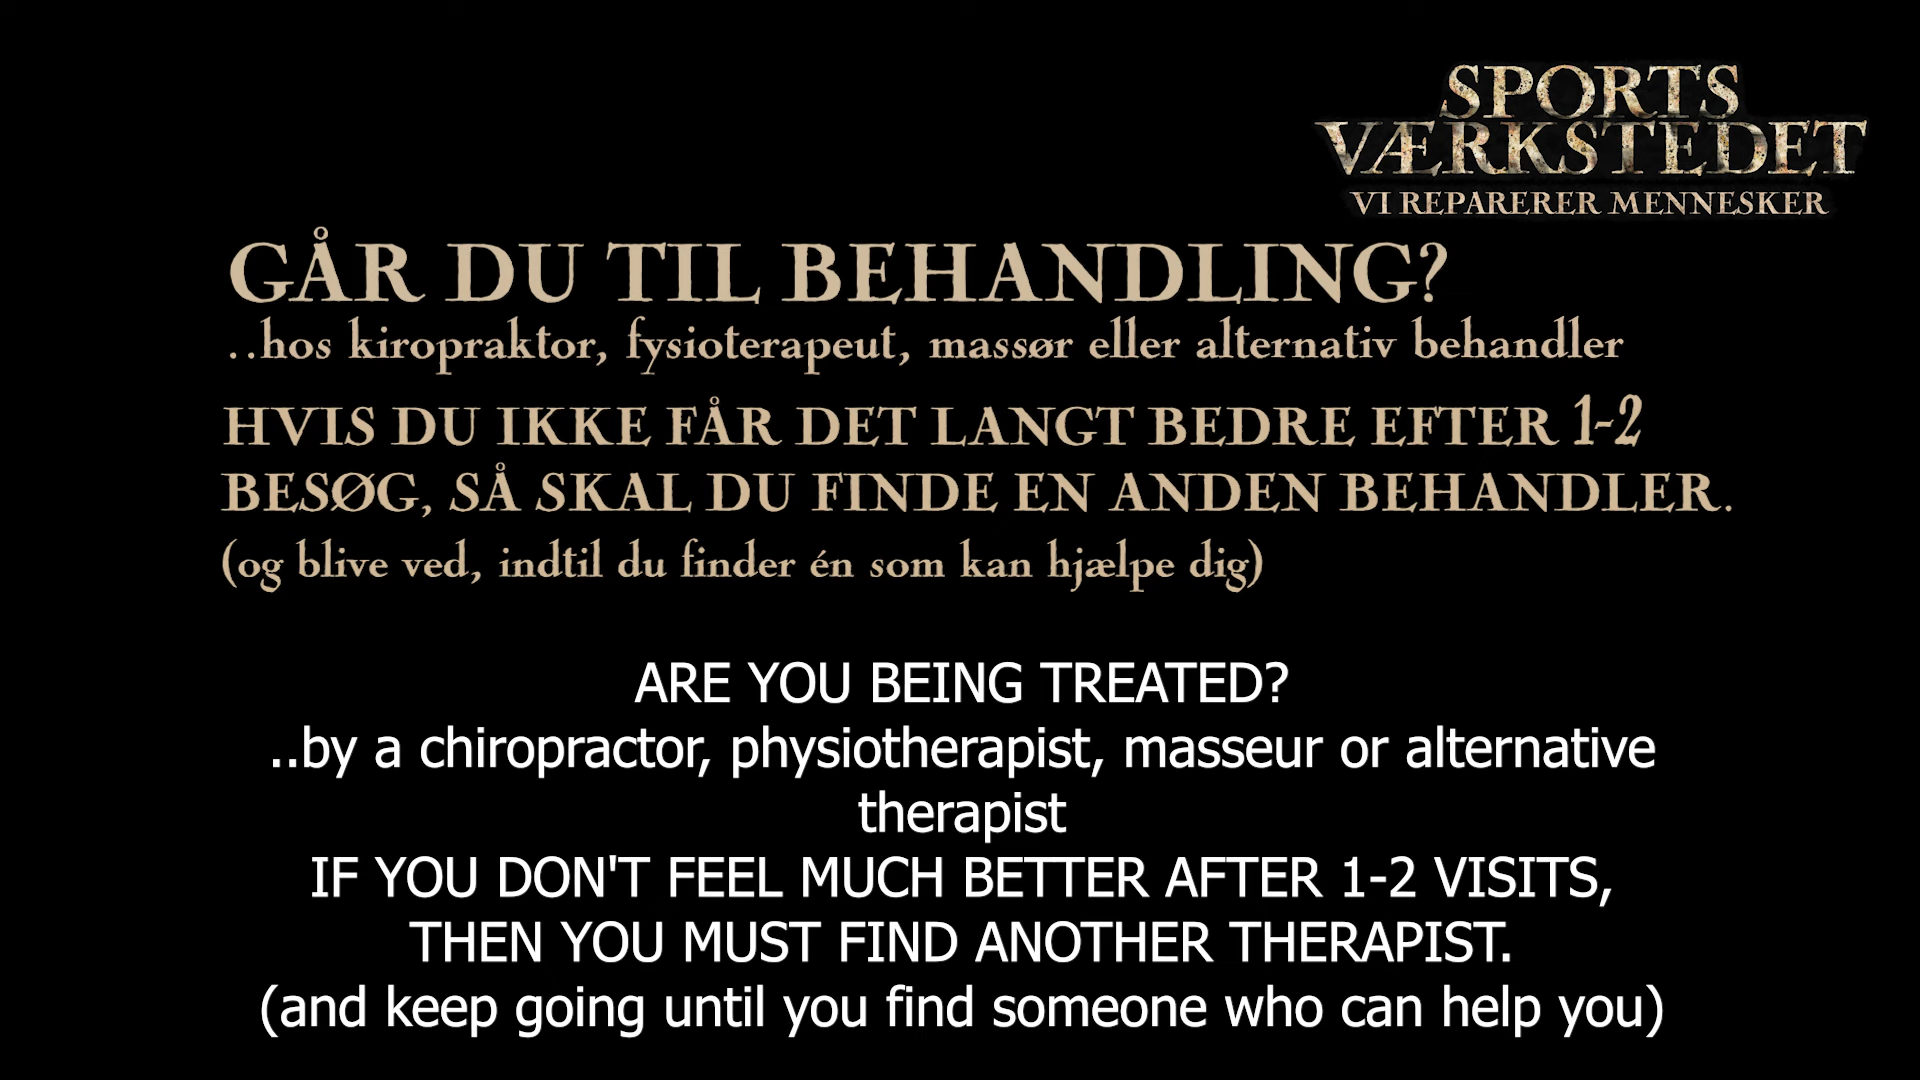 SPORTS
VÆRKSTEDET
VI REPARERER MENNESKER
GÅR DU TIL BEHANDLING?
..hos kiropraktor, fysioterapeut, massør eller alternativ behandler
HVIS DU IKKE FÅR DET LANGT BEDRE EFTER 1-2
BESØG, SÅ SKAL DU FINDE EN ANDEN BEHANDLER.
(og blive ved, indtil du finder én som kan hjælpe dig)
ARE YOU BEING TREATED?
..by a chiropractor, physiotherapist, masseur or alternative
therapist
IF YOU DON'T FEEL MUCH BETTER AFTER 1-2 VISITS,
THEN YOU MUST FIND ANOTHER THERAPIST.
(and keep going until you find someone who can help you)